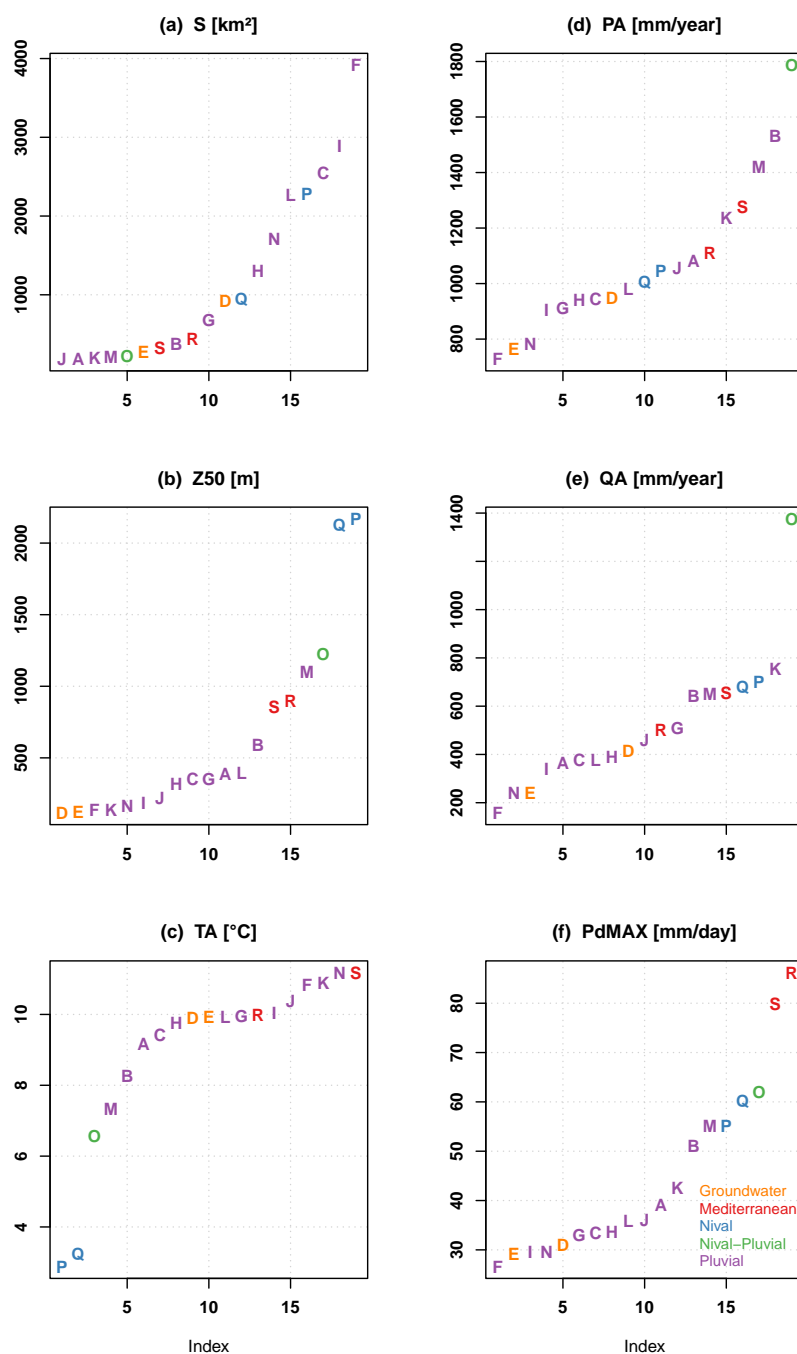 (a) S [km²]
4000
3000
2000
1000
J A K M O E S B R G D Q H N L P C I F
5 10 15
(d) PA [mm/year]
1800
1600
1400
1200
1000
800
F E N I G H C D L Q P J A R K S M B O
5 10 15
(b) Z50 [m]
2000
1500
1000
500
D E F K N I J H C G A L B S R M O Q P
5 10 15
(e) QA [mm/year]
1400
1000
800
600
400
200
F N E I A C L H D J R G B M S Q P K O
5 10 15
(c) TA [°C]
10
8
6
4
P Q O M B A C H D E L G R I J F K N S
5 10 15
Index
(f) PdMAX [mm/day]
80
70
60
50
40
30
F E I N D G C H L J A K B M P Q O S R
Groundwater
Mediterranean
Nival
Nival−Pluvial
Pluvial
5 10 15
Index